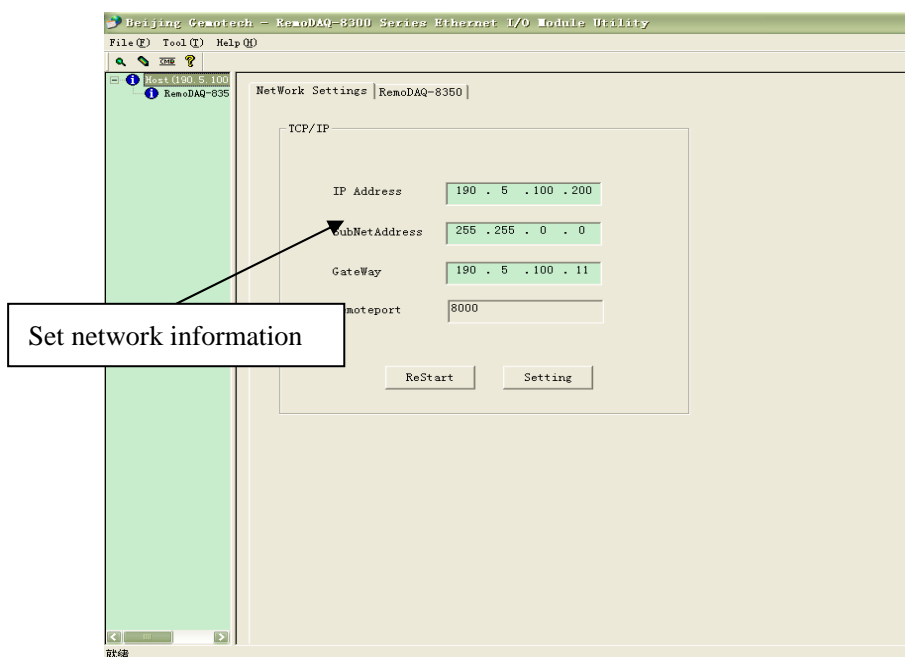 Beijing Gemotech - RemoDAQ-8300 Series Ethernet I/O Module Utility
File(F) Tool(T) Help(H)
CMD
Host(190.5.100
RemoDAQ-835
NetWork Settings RemoDAQ-8350
TCP/IP
IP Address 190 . 5 .100 .200
SubNetAddress 255 .255 . 0 . 0
GateWay 190 . 5 .100 . 11
moteport 8000
Set network information
ReStart Setting
就绪